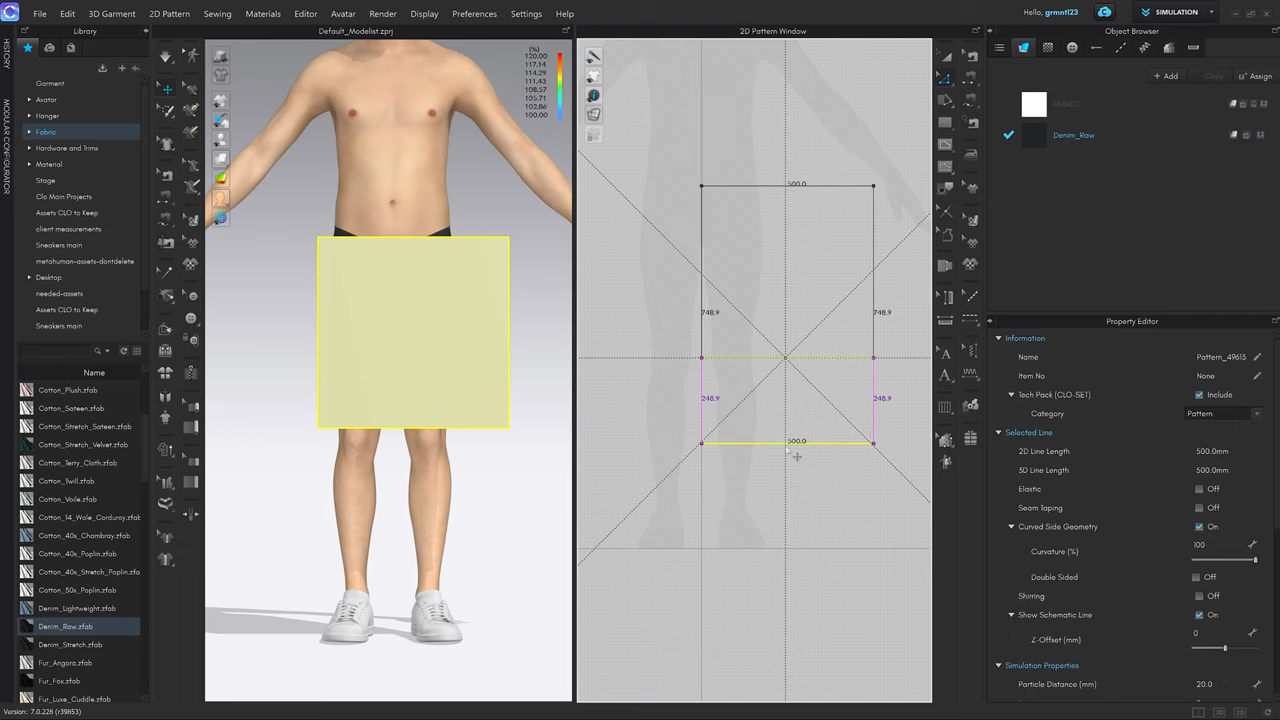 File Edit 3D Garment 2D Pattern Sewing Materials Editor Avatar Render Display Preferences Settings Help
Hello, grmntl23
SIMULATION
HISTORY
MODULAR CONFIGURATOR
Library
Default_Modelist.zprj
2D Pattern Window
Object Browser
Garment
Avatar
Hanger
Fabric
Hardware and Trims
Material
Stage
Clo Main Projects
Assets CLO to Keep
client measurements
Sneakers main
metahuman-assets-dontdelete
Desktop
needed-assets
Assets CLO to Keep
Sneakers main
Name
Cotton_Plush.zfab
Cotton_Sateen.zfab
Cotton_Stretch_Sateen.zfab
Cotton_Stretch_Velvet.zfab
Cotton_Terry_Cloth.zfab
Cotton_Twill.zfab
Cotton_Voile.zfab
Cotton_14_Wale_Corduroy.zfab
Cotton_40s_Chambray.zfab
Cotton_40s_Poplin.zfab
Cotton_40s_Stretch_Poplin.zfa
Cotton_50s_Poplin.zfab
Denim_Lightweight.zfab
Denim_Raw.zfab
Denim_Stretch.zfab
Fur_Angora.zfab
Fur_Fox.zfab
Fur_Luxe_Cuddle.zfab
Version: 7.0.228 (r39853)
(%)
120.00
117.14
114.29
111.43
108.57
105.71
102.86
100.00
500.0
748.9
748.9
248.9
248.9
500.0
Add
Copy
Assign
FABRIC 1
Denim_Raw
Property Editor
Information
Name Pattern_49615
Item No None
Tech Pack (CLO-SET) Include
Category Pattern
Selected Line
2D Line Length 500.0mm
3D Line Length 500.0mm
Elastic Off
Seam Taping Off
Curved Side Geometry On
Curvature (%) 100
Double Sided Off
Shirring Off
Show Schematic Line On
Z-Offset (mm) 0
Simulation Properties
Particle Distance (mm) 20.0